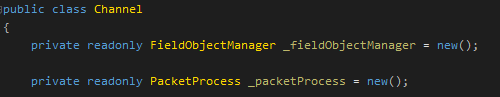 public class Channel
{
    private readonly FieldObjectManager _fieldObjectManager = new();
    private readonly PacketProcess _packetProcess = new();